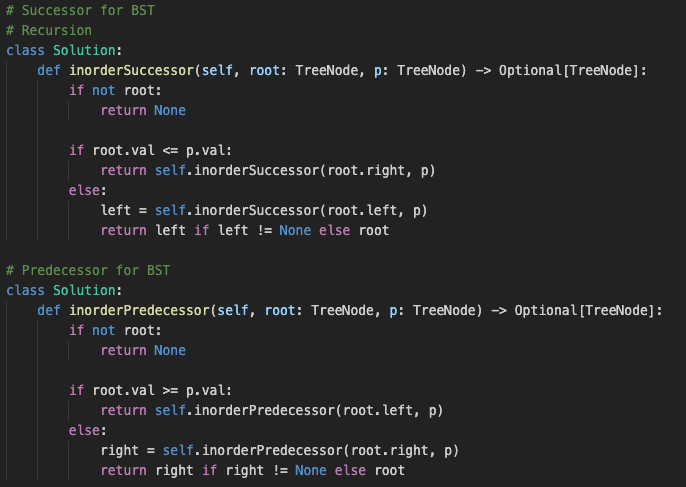 # Successor for BST
# Recursion
class Solution:
    def inorderSuccessor(self, root: TreeNode, p: TreeNode) -> Optional[TreeNode]:
        if not root:
            return None

        if root.val <= p.val:
            return self.inorderSuccessor(root.right, p)
        else:
            left = self.inorderSuccessor(root.left, p)
            return left if left != None else root

# Predecessor for BST
class Solution:
    def inorderPredecessor(self, root: TreeNode, p: TreeNode) -> Optional[TreeNode]:
        if not root:
            return None

        if root.val >= p.val:
            return self.inorderPredecessor(root.left, p)
        else:
            right = self.inorderPredecessor(root.right, p)
            return right if right != None else root